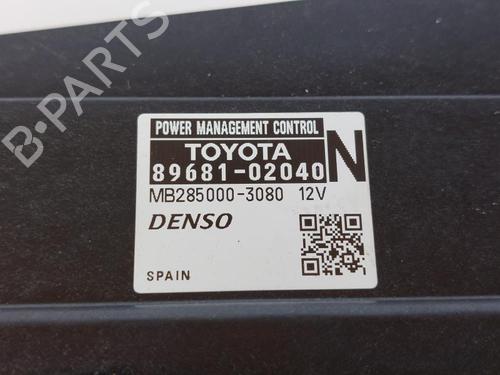 POWER MANAGEMENT CONTROL
TOYOTA N
89681-02040
MB285000-3080 12V
DENSO
SPAIN
B-PARTS